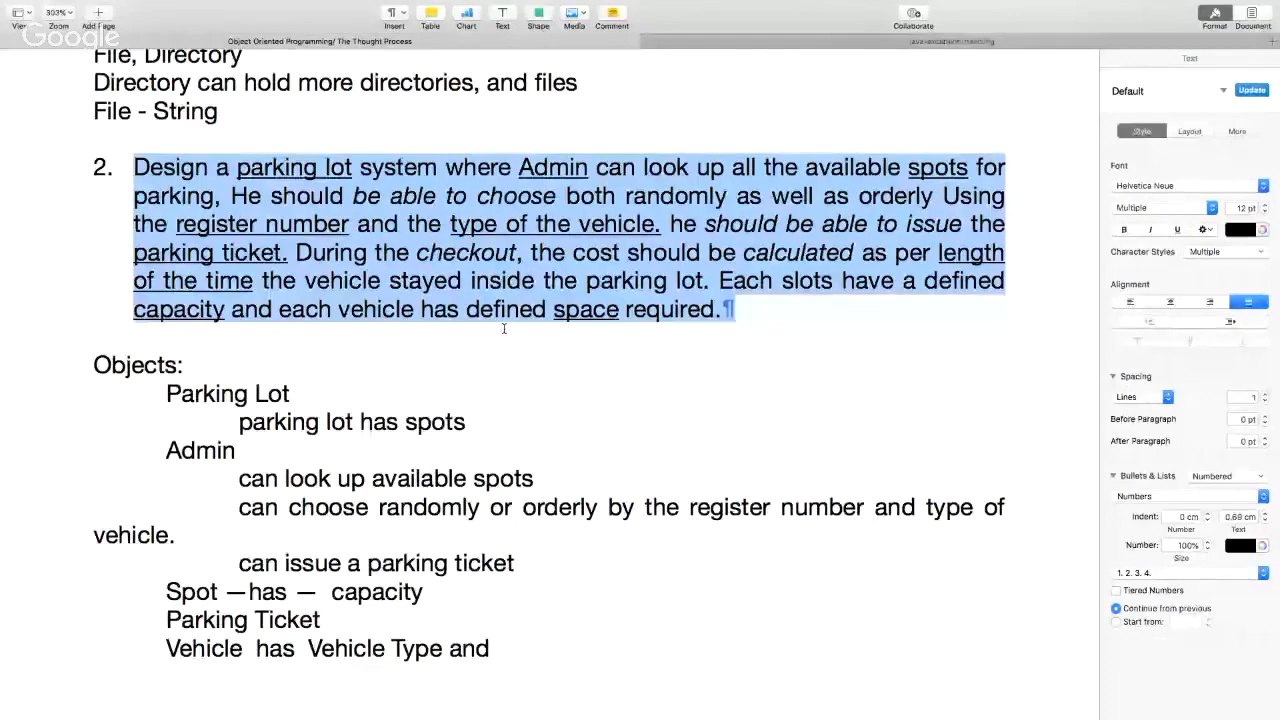 View
303%
Zoom
Add Page
Insert
Table
Chart
Text
Shape
Media
Comment
Collaborate
Format
Document
Google
Object Oriented Programming/ The Thought Process
Text
File, Directory
Directory can hold more directories, and files
File - String
2. Design a parking lot system where Admin can look up all the available spots for
parking, He should be able to choose both randomly as well as orderly Using
the register number and the type of the vehicle. he should be able to issue the
parking ticket. During the checkout, the cost should be calculated as per length
of the time the vehicle stayed inside the parking lot. Each slots have a defined
capacity and each vehicle has defined space required.¶
Objects:
Parking Lot
parking lot has spots
Admin
can look up available spots
can choose randomly or orderly by the register number and type of
vehicle.
can issue a parking ticket
Spot —has — capacity
Parking Ticket
Vehicle has Vehicle Type and
Default
Update
Style
Layout
More
Font
Helvetica Neue
Multiple
12 pt
B
I
U
Character Styles
Multiple
Alignment
Spacing
Lines
1
Before Paragraph
0 pt
After Paragraph
0 pt
Bullets & Lists
Numbered
Numbers
Indent:
0 cm
0.69 cm
Number
Text
Number:
100%
Size
1. 2. 3. 4.
Tiered Numbers
Continue from previous
Start from: